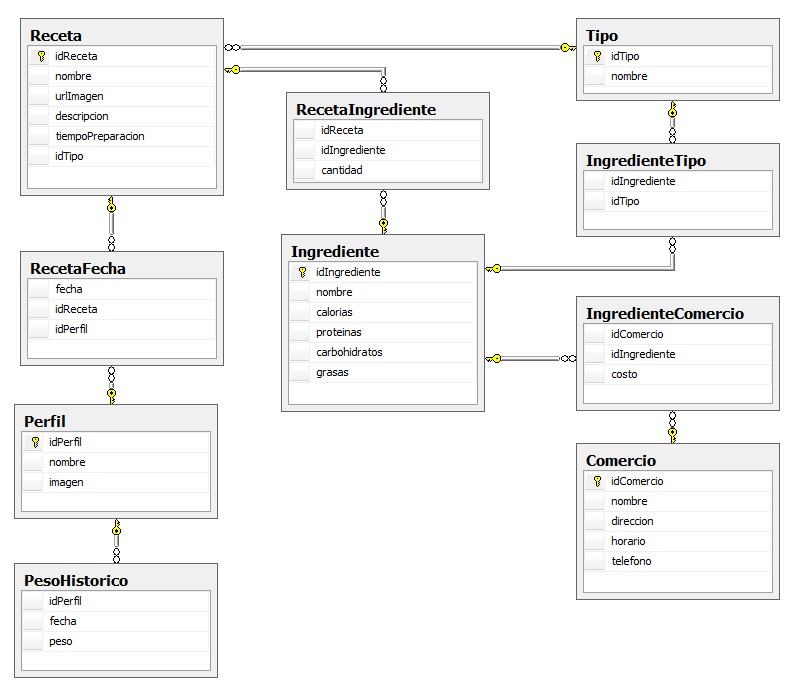 Receta
idReceta
nombre
urlImagen
descripcion
tiempoPreparacion
idTipo
RecetaIngrediente
idReceta
idIngrediente
cantidad
Tipo
idTipo
nombre
IngredienteTipo
idIngrediente
idTipo
RecetaFecha
fecha
idReceta
idPerfil
Ingrediente
idIngrediente
nombre
calorias
proteinas
carbohidratos
grasas
IngredienteComercio
idComercio
idIngrediente
costo
Perfil
idPerfil
nombre
imagen
Comercio
idComercio
nombre
direccion
horario
telefono
PesoHistorico
idPerfil
fecha
peso